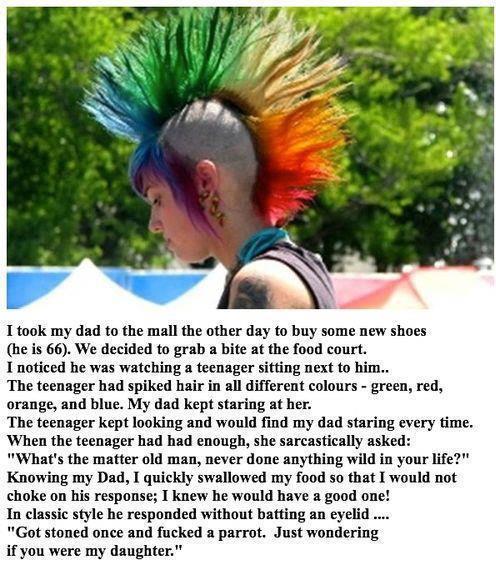 I took my dad to the mall the other day to buy some new shoes
(he is 66). We decided to grab a bite at the food court.
I noticed he was watching a teenager sitting next to him..
The teenager had spiked hair in all different colours - green, red,
orange, and blue. My dad kept staring at her.
The teenager kept looking and would find my dad staring every time.
When the teenager had had enough, she sarcastically asked:
"What's the matter old man, never done anything wild in your life?"
Knowing my Dad, I quickly swallowed my food so that I would not
choke on his response; I knew he would have a good one!
In classic style he responded without batting an eyelid ....
"Got stoned once and fucked a parrot.  Just wondering
if you were my daughter."